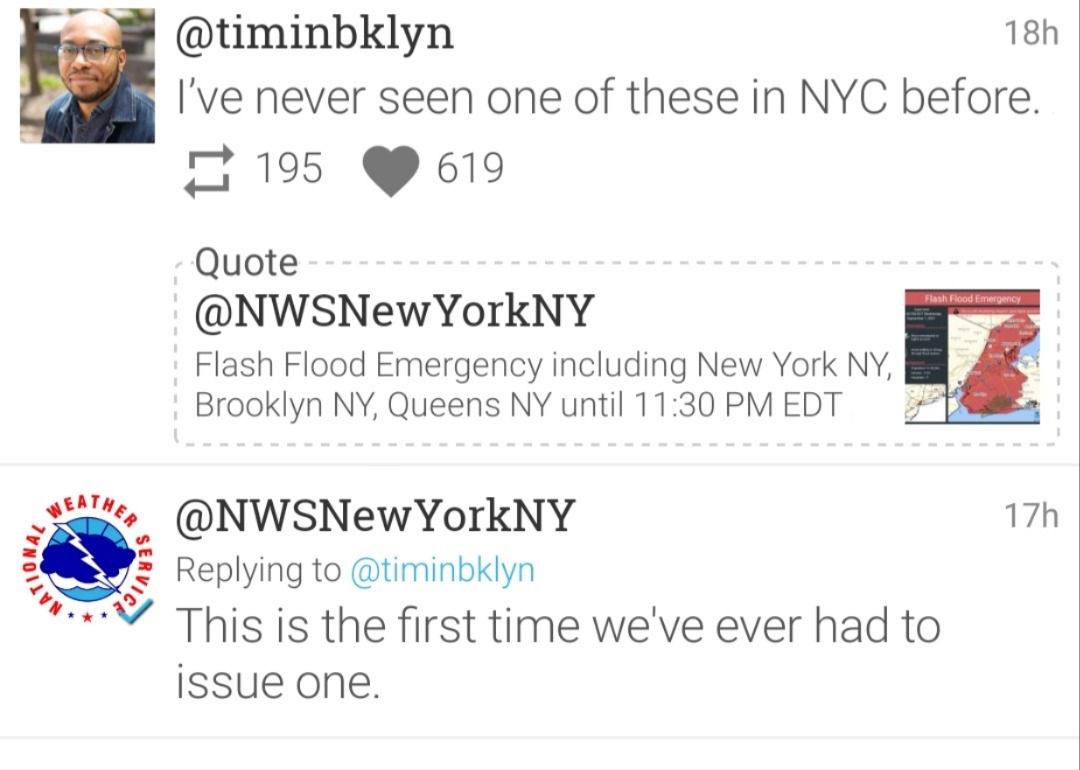 @timinbklyn 18h
I’ve never seen one of these in NYC before.
195 619
Quote
@NWSNewYorkNY
Flash Flood Emergency
Flash Flood Emergency including New York NY,
Brooklyn NY, Queens NY until 11:30 PM EDT
NATIONAL WEATHER SERVICE
@NWSNewYorkNY 17h
Replying to @timinbklyn
This is the first time we've ever had to
issue one.